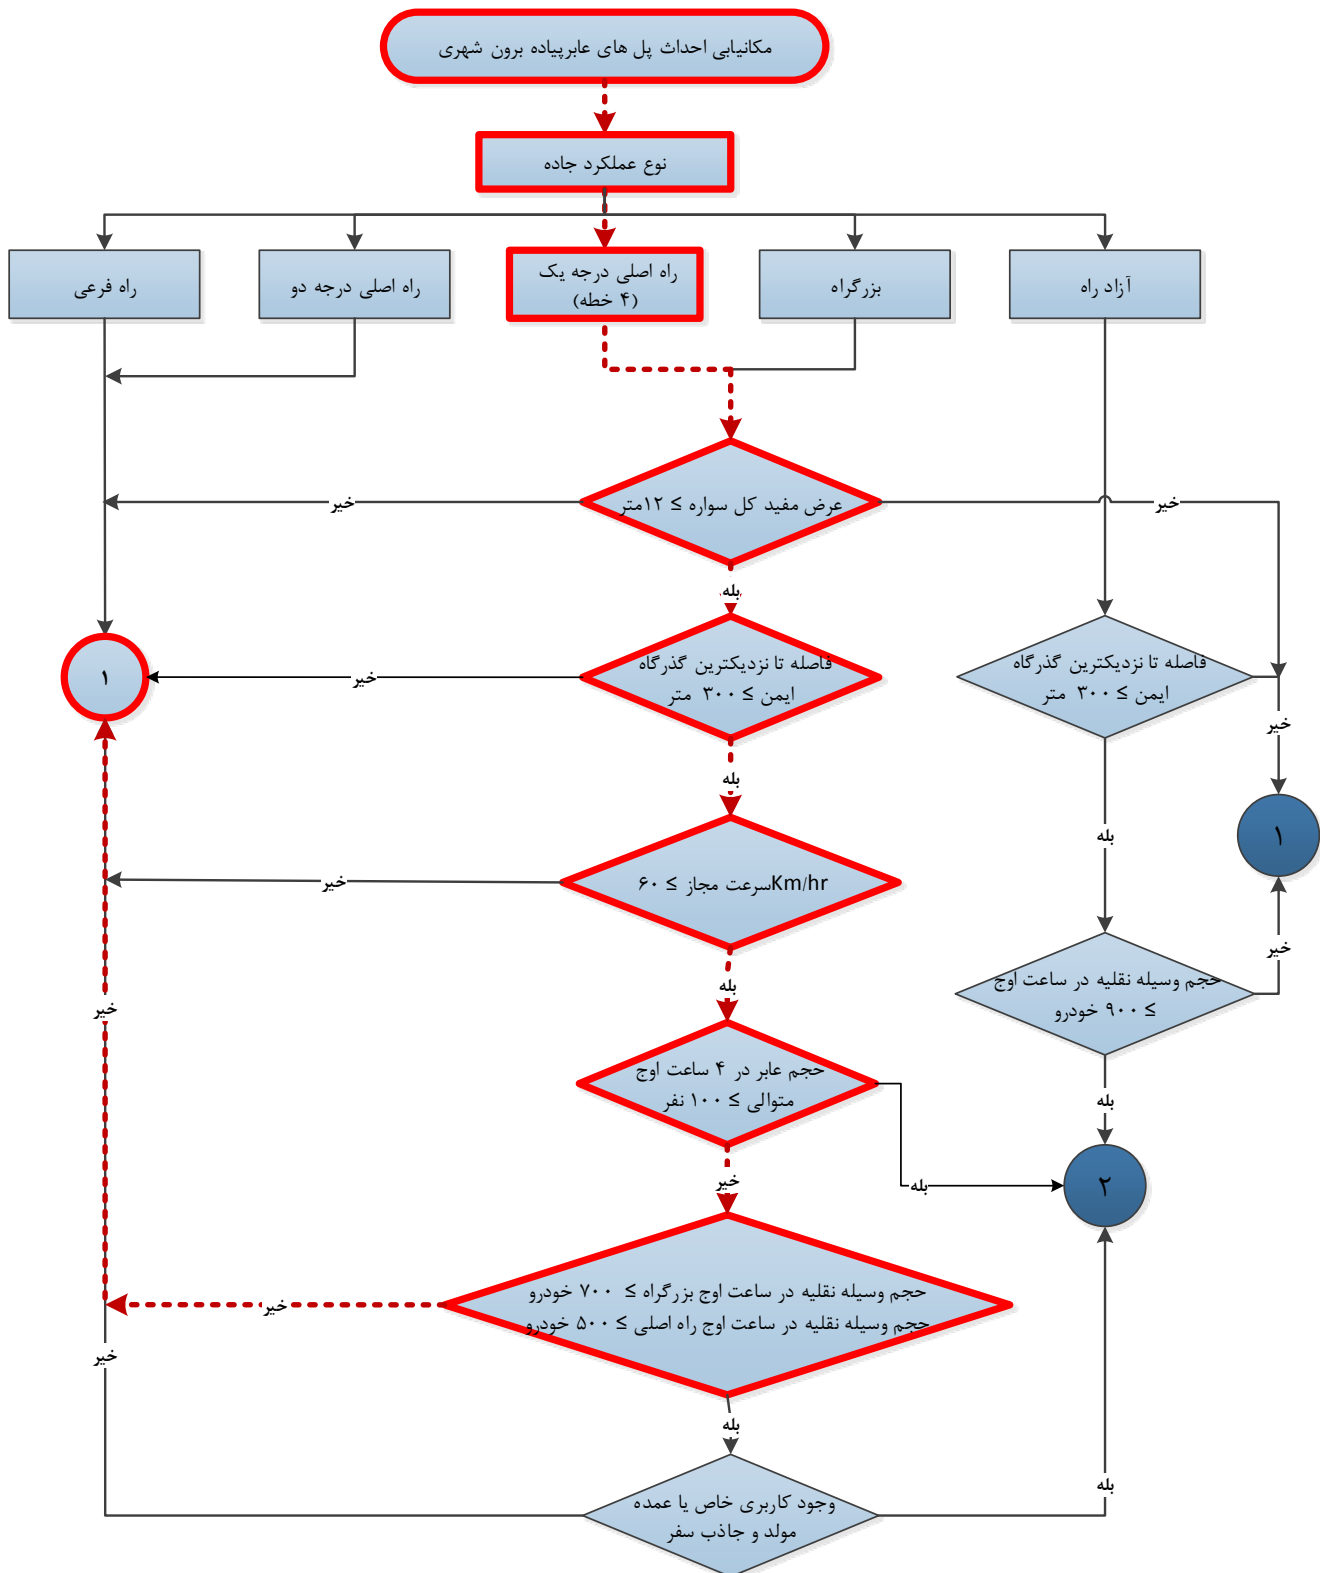 مکانیابی احداث پل های عابرپیاده برون شهری
نوع عملکرد جاده
آزاد راه
بزرگراه
راه اصلی درجه یک
(۴ خطه)
راه اصلی درجه دو
راه فرعی
عرض مفید کل سواره ≥ ۱۲متر
خیر
خیر
بله
فاصله تا نزدیکترین گذرگاه
ایمن ≥ ۳۰۰ متر
خیر
فاصله تا نزدیکترین گذرگاه
ایمن ≥ ۳۰۰ متر
خیر
۱
۱
بله
بله
سرعت مجاز ≥ ۶۰Km/hr
خیر
حجم وسیله نقلیه در ساعت اوج
≥ ۹۰۰ خودرو
خیر
بله
بله
حجم عابر در ۴ ساعت اوج
متوالی ≥ ۱۰۰ نفر
خیر
بله
۲
خیر
حجم وسیله نقلیه در ساعت اوج بزرگراه ≥ ۷۰۰ خودرو
حجم وسیله نقلیه در ساعت اوج راه اصلی ≥ ۵۰۰ خودرو
خیر
خیر
بله
بله
وجود کاربری خاص یا عمده
مولد و جاذب سفر